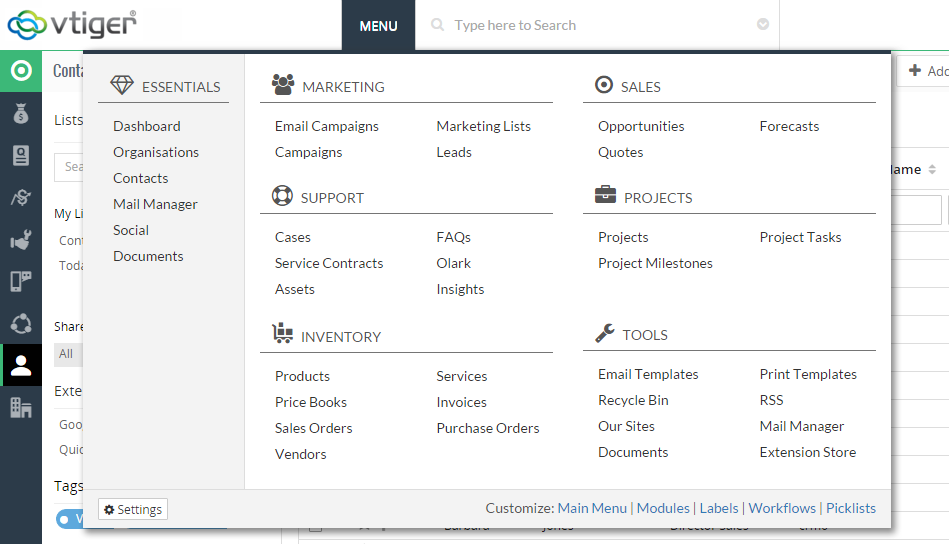 vtiger®
MENU
Type here to Search
Conta
Add
ESSENTIALS
Dashboard
Organisations
Contacts
Mail Manager
Social
Documents
MARKETING
Email Campaigns
Marketing Lists
Campaigns
Leads
SALES
Opportunities
Forecasts
Quotes
SUPPORT
Cases
FAQs
Service Contracts
Olark
Assets
Insights
PROJECTS
Projects
Project Tasks
Project Milestones
INVENTORY
Products
Services
Price Books
Invoices
Sales Orders
Purchase Orders
Vendors
TOOLS
Email Templates
Print Templates
Recycle Bin
RSS
Our Sites
Mail Manager
Documents
Extension Store
Settings
Customize: Main Menu | Modules | Labels | Workflows | Picklists
Lists
Sea
My Li
Cont
Toda
Share
All
Exte
Goo
Quic
Tags
V
ame
Barbara Jones Director Sales